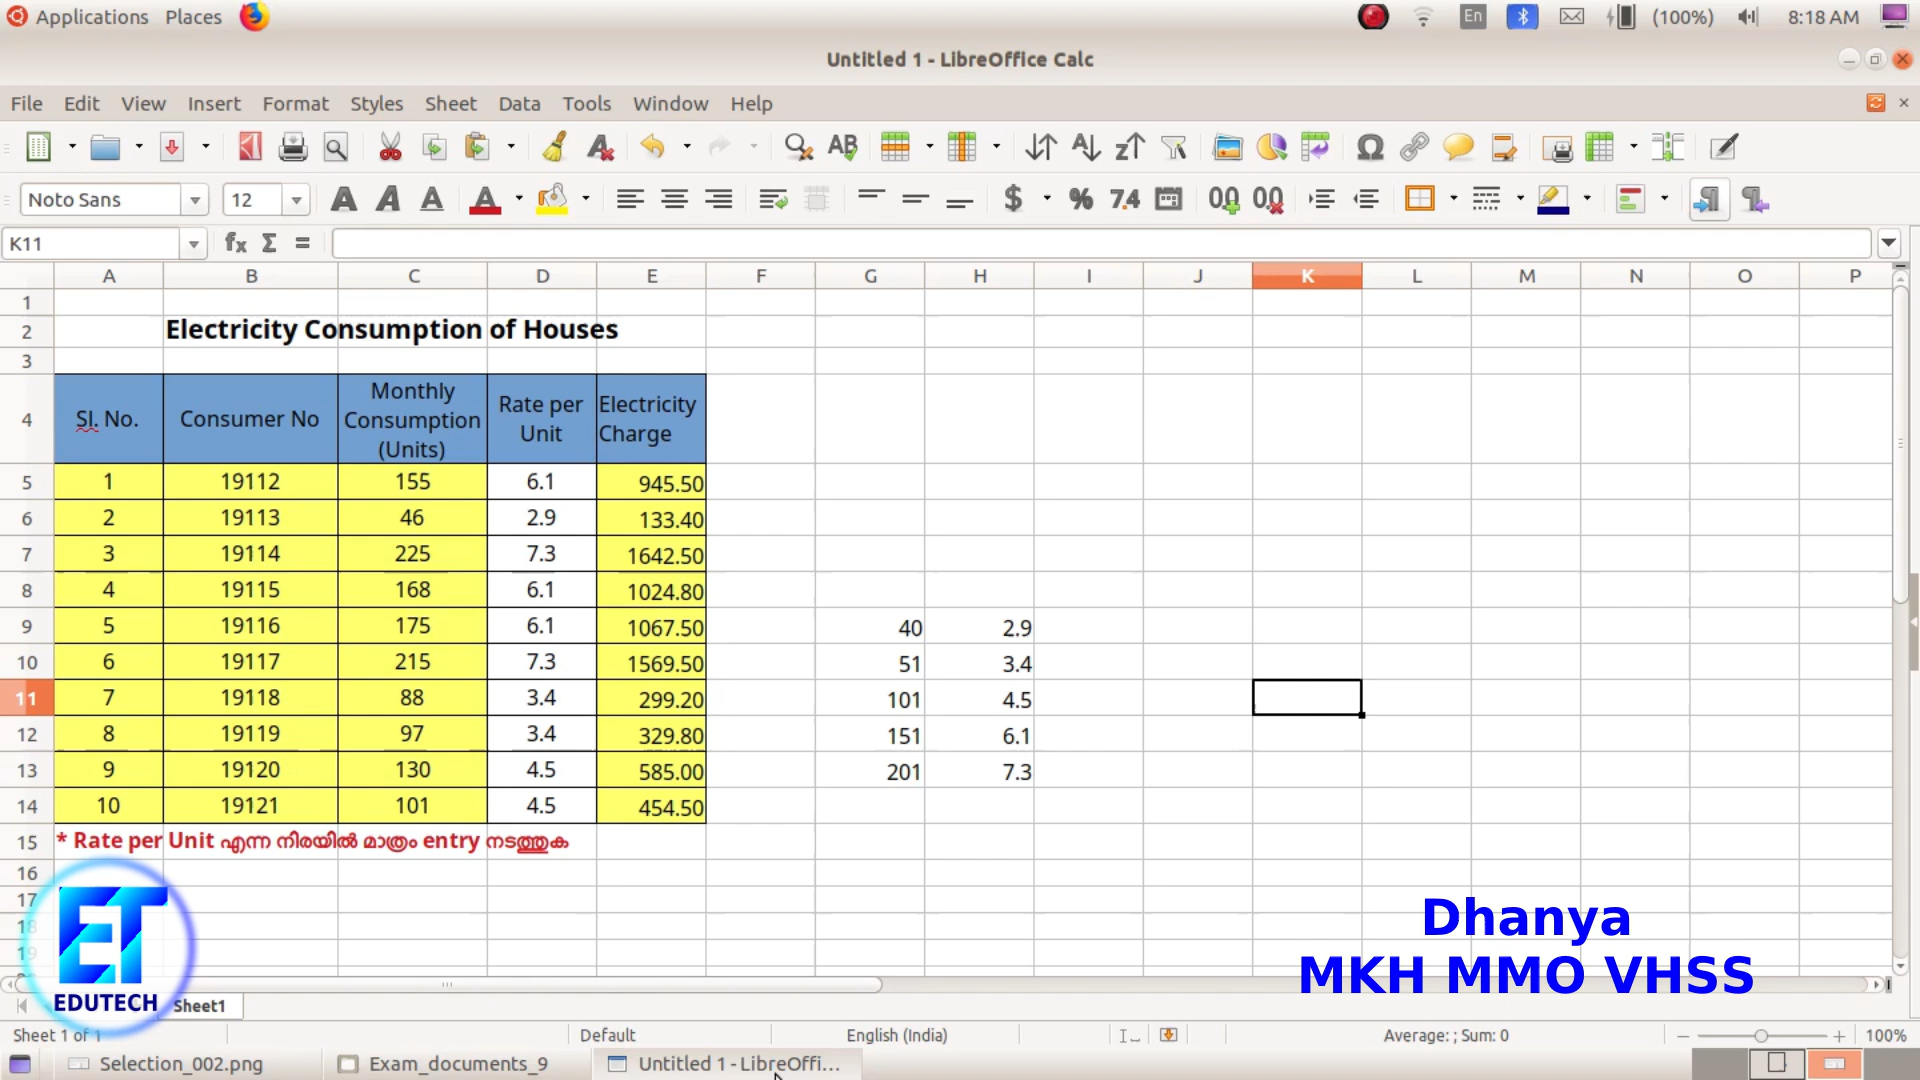 Applications Places En (100%) 8:18 AM
Untitled 1 - LibreOffice Calc
File Edit View Insert Format Styles Sheet Data Tools Window Help
Noto Sans 12
K11
A B C D E F G H I J K L M N O P
1
2 Electricity Consumption of Houses
3
4 Sl. No. Consumer No Monthly Consumption (Units) Rate per Unit Electricity Charge
5 1 19112 155 6.1 945.50
6 2 19113 46 2.9 133.40
7 3 19114 225 7.3 1642.50
8 4 19115 168 6.1 1024.80
9 5 19116 175 6.1 1067.50 40 2.9
10 6 19117 215 7.3 1569.50 51 3.4
11 7 19118 88 3.4 299.20 101 4.5
12 8 19119 97 3.4 329.80 151 6.1
13 9 19120 130 4.5 585.00 201 7.3
14 10 19121 101 4.5 454.50
15 * Rate per Unit എന്ന നിരയിൽ മാത്രം entry നടത്തുക
16
17
18
19
ET
EDUTECH
Dhanya
MKH MMO VHSS
Sheet1
Sheet 1 of 1 Default English (India) Average: ; Sum: 0 100%
Selection_002.png Exam_documents_9 Untitled 1 - LibreOffi...